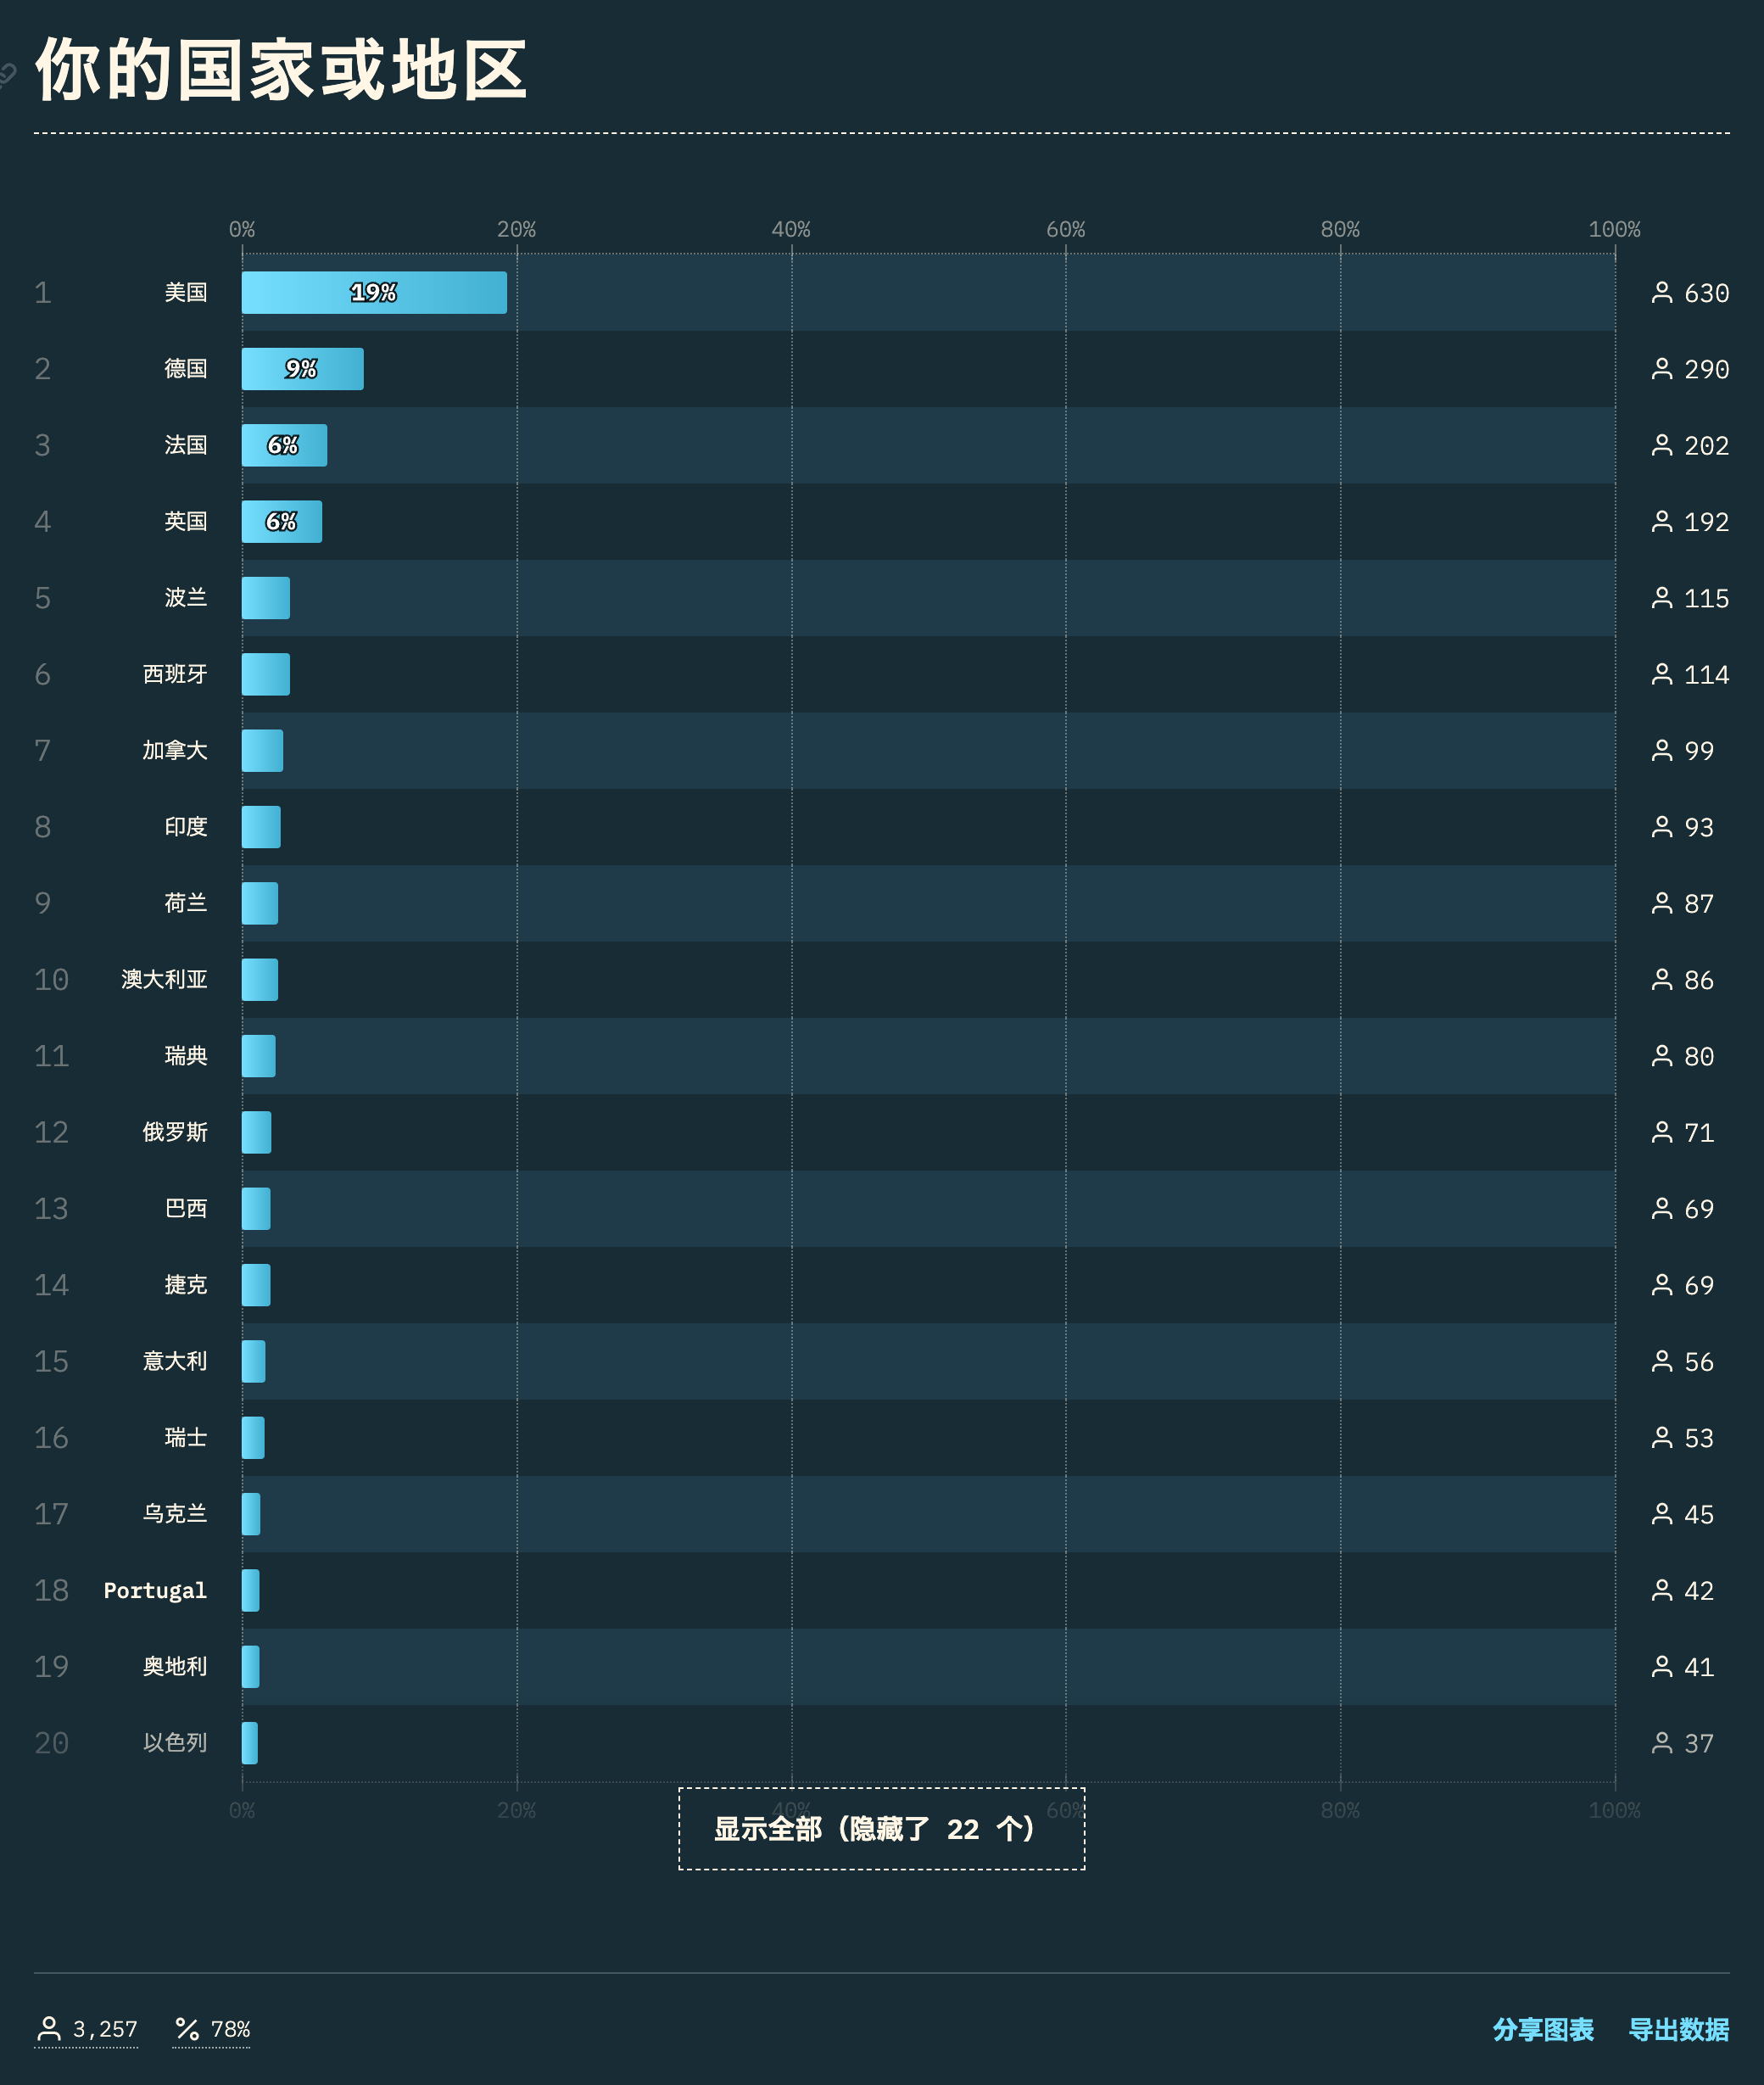 你的国家或地区
0% 20% 40% 60% 80% 100%
1 美国 19% 630
2 德国 9% 290
3 法国 6% 202
4 英国 6% 192
5 波兰 115
6 西班牙 114
7 加拿大 99
8 印度 93
9 荷兰 87
10 澳大利亚 86
11 瑞典 80
12 俄罗斯 71
13 巴西 69
14 捷克 69
15 意大利 56
16 瑞士 53
17 乌克兰 45
18 Portugal 42
19 奥地利 41
20 以色列 37
0% 20% 40% 60% 80% 100%
显示全部（隐藏了 22 个）
3,257 78% 分享图表 导出数据